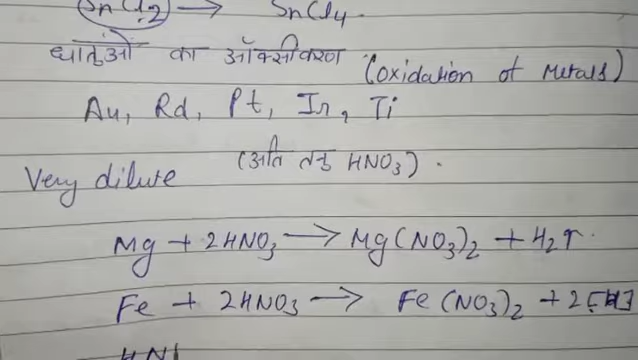 SnCl2 → SnCl4.
धातुओं का ऑक्सीकरण (oxidation of Metals)
Au, Rd, Pt, Ir, Ti
Very dilute (अति तनु HNO3).
Mg + 2HNO3 → Mg(NO3)2 + H2↑.
Fe + 2HNO3 → Fe(NO3)2 + 2[H]